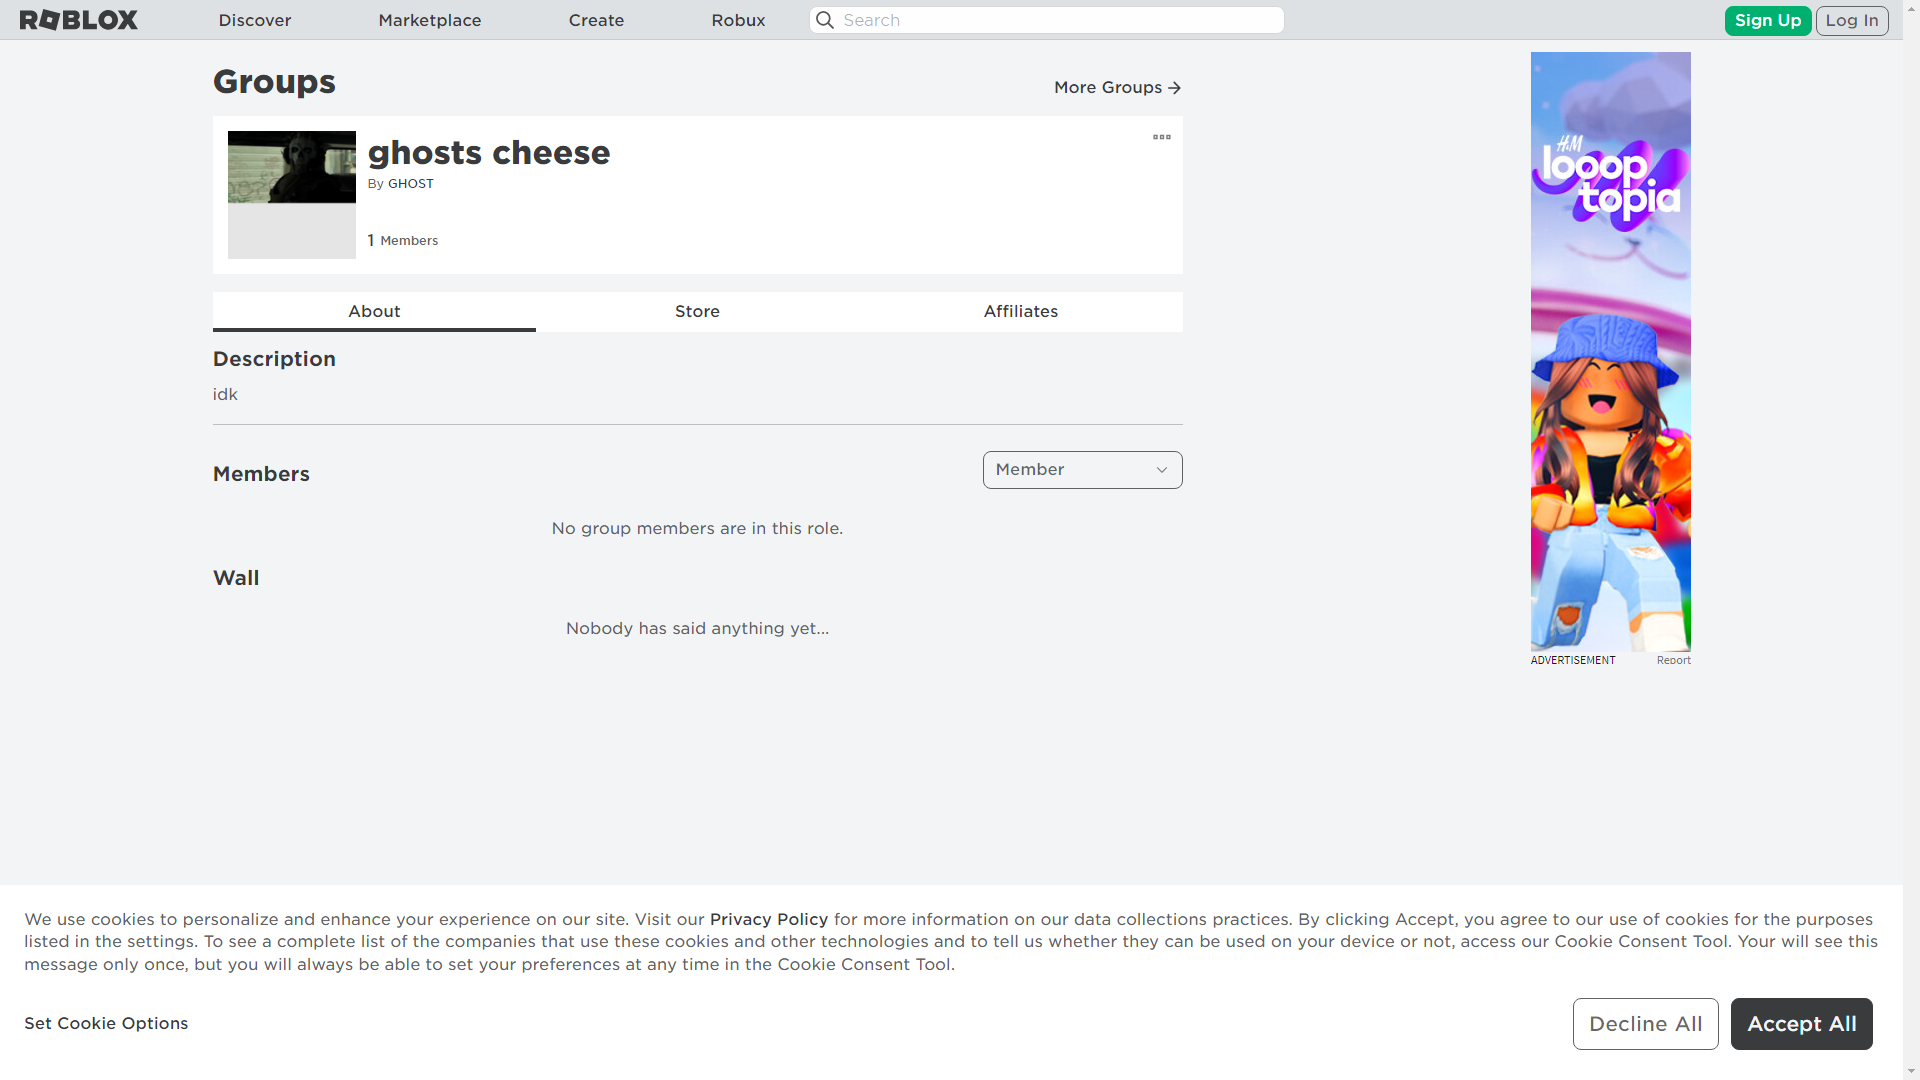 ROBLOX
Discover
Marketplace
Create
Robux
Search
Sign Up
Log In
Groups
More Groups
ghosts cheese
By GHOST
1 Members
About
Store
Affiliates
Description
idk
Members
Member
No group members are in this role.
Wall
Nobody has said anything yet...
H&M
looop
topia
ADVERTISEMENT
Report
We use cookies to personalize and enhance your experience on our site. Visit our Privacy Policy for more information on our data collections practices. By clicking Accept, you agree to our use of cookies for the purposes
listed in the settings. To see a complete list of the companies that use these cookies and other technologies and to tell us whether they can be used on your device or not, access our Cookie Consent Tool. Your will see this
message only once, but you will always be able to set your preferences at any time in the Cookie Consent Tool.
Set Cookie Options
Decline All
Accept All